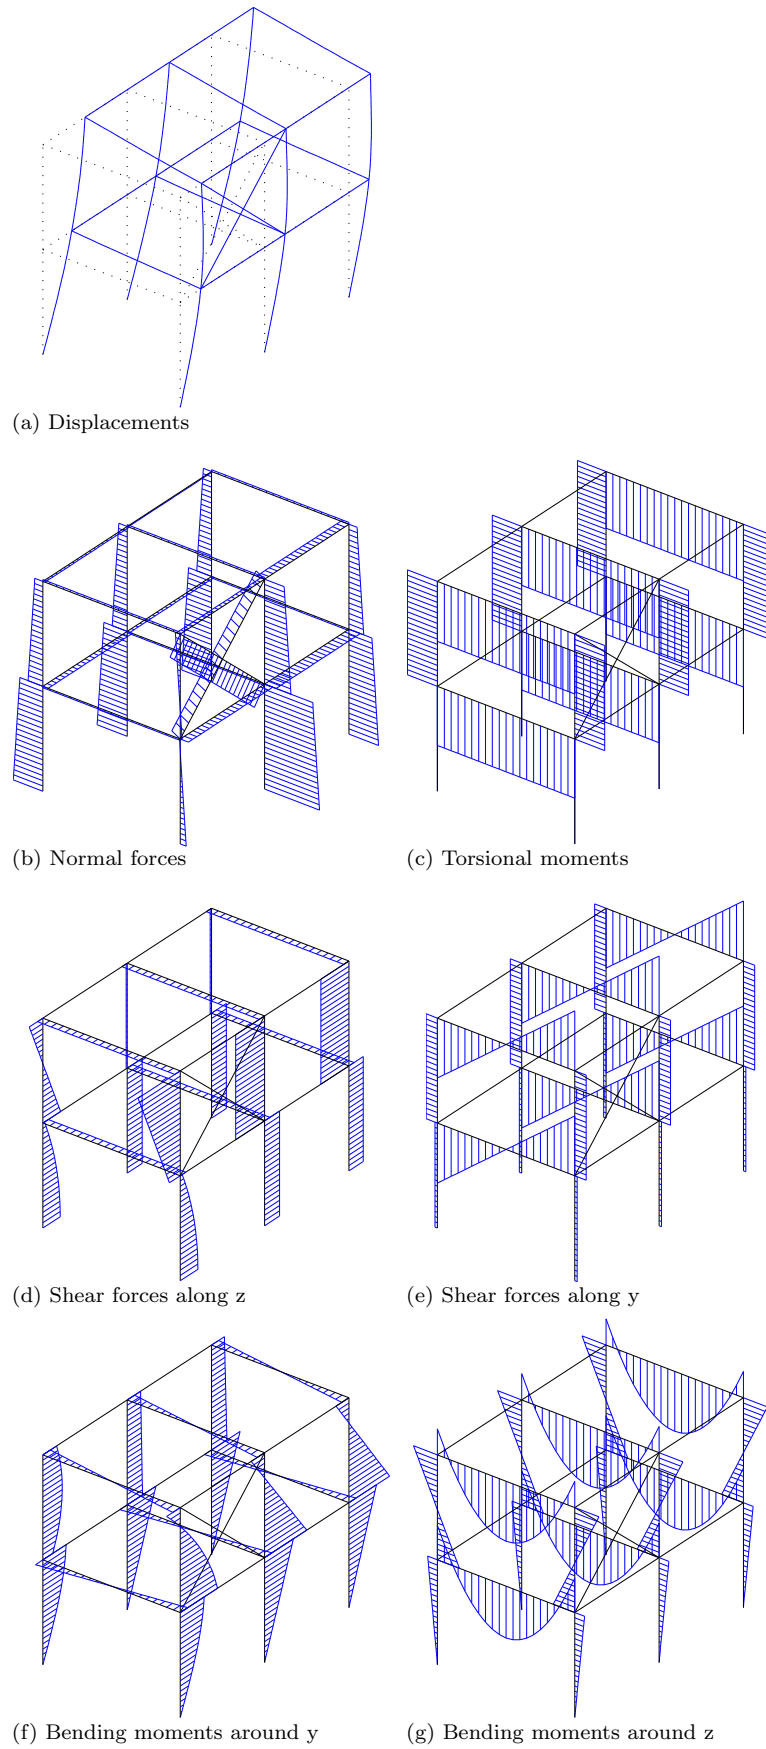 (a) Displacements
(b) Normal forces
(c) Torsional moments
(d) Shear forces along z
(e) Shear forces along y
(f) Bending moments around y
(g) Bending moments around z